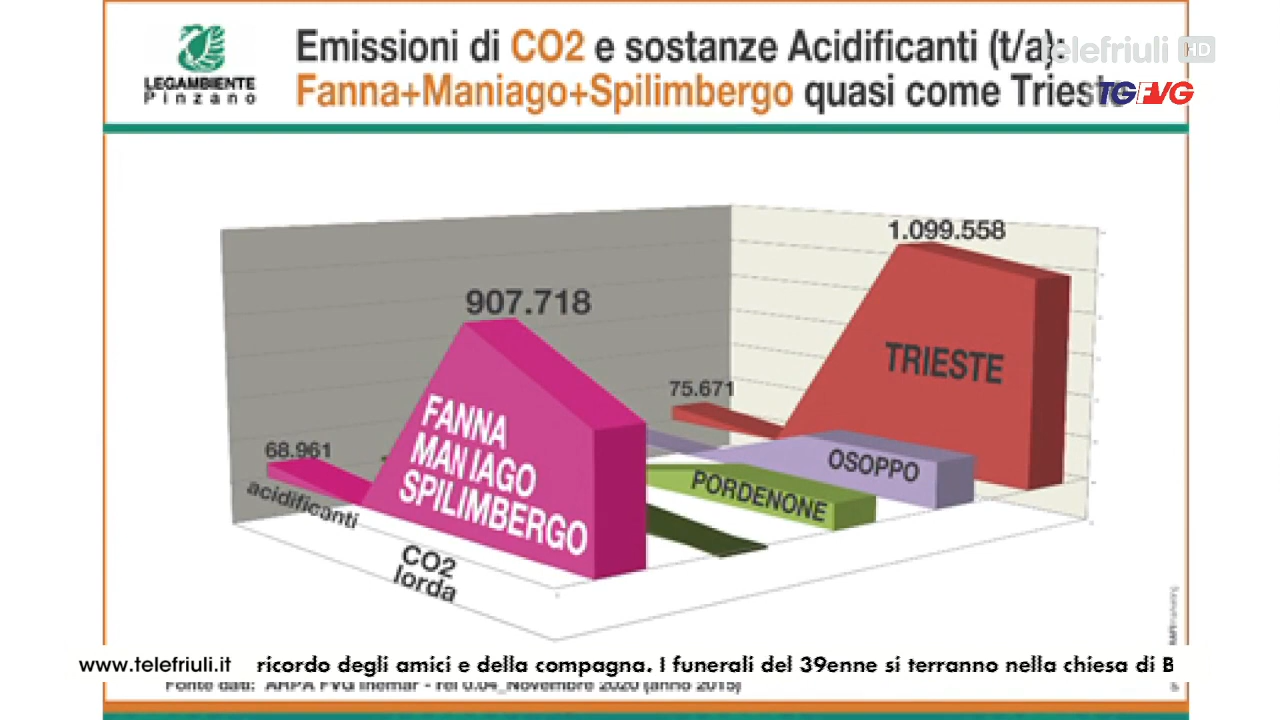 Emissioni di CO2 e sostanze Acidificanti (t/a):
telefriuli HD
LEGAMBIENTE
Pinzano
Fanna+Maniago+Spilimbergo quasi come Trieste
TGFVG
1.099.558
907.718
TRIESTE
75.671
FANNA
MANIAGO
SPILIMBERGO
68.961
acidificanti
OSOPPO
PORDENONE
CO2
lorda
www.telefriuli.it ricordo degli amici e della compagna. I funerali del 39enne si terranno nella chiesa di B
Fonte dati: ARPA FVG Inemar - rel 0.04_Novembre 2020 (anno 2015)